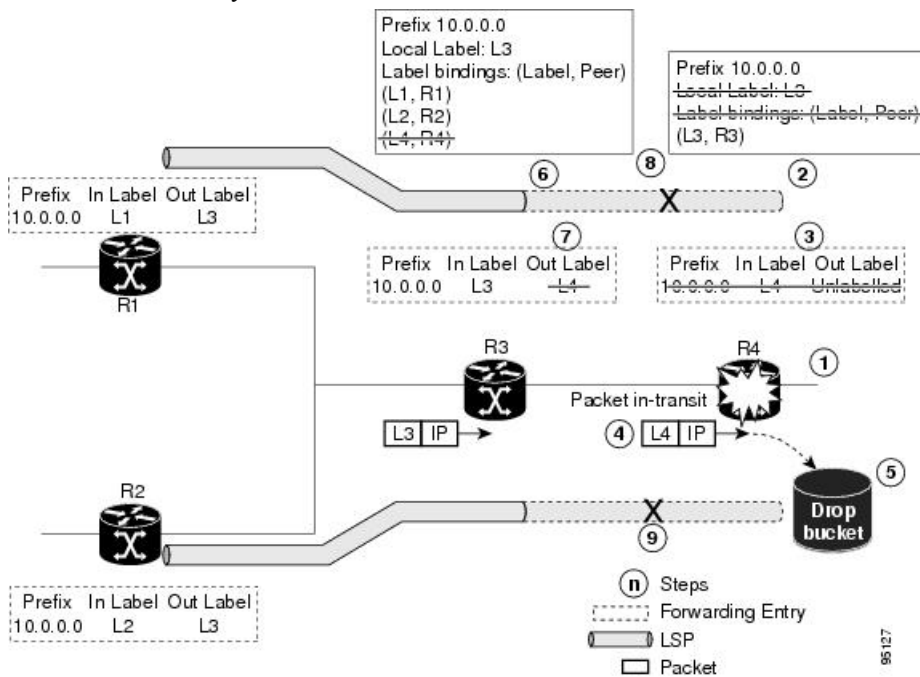 Prefix 10.0.0.0
Local Label: L3
Label bindings: (Label, Peer)
(L1, R1)
(L2, R2)
(L4, R4)
Prefix 10.0.0.0
Local Label: L3
Label bindings: (Label, Peer)
(L3, R3)
6
8
2
Prefix In Label Out Label
10.0.0.0 L1 L3
R1
7
Prefix In Label Out Label
10.0.0.0 L3 L4
3
Prefix In Label Out Label
10.0.0.0 L4 Unlabelled
R3
R4
1
Packet in-transit
L3 IP
4
L4 IP
5
Drop
bucket
R2
9
Prefix In Label Out Label
10.0.0.0 L2 L3
n Steps
Forwarding Entry
LSP
Packet
95127